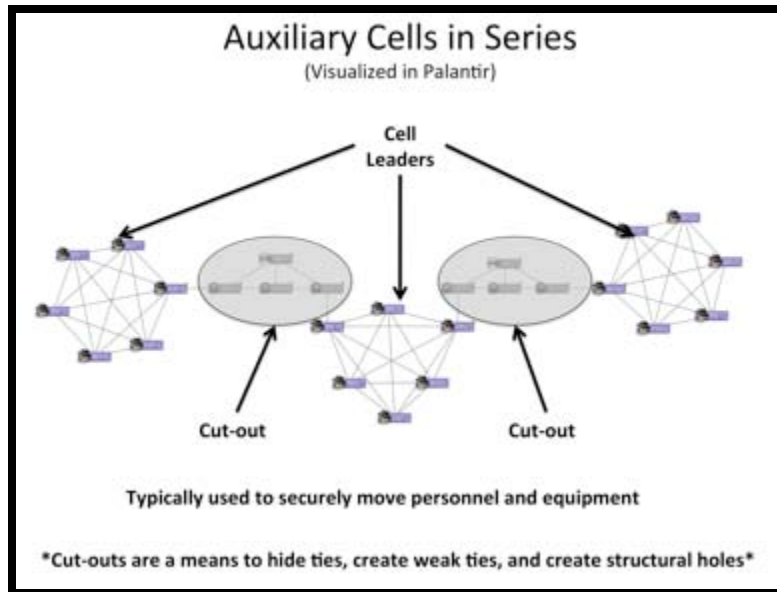 Auxiliary Cells in Series
(Visualized in Palantir)
Cell
Leaders
Cut-out
Cut-out
Typically used to securely move personnel and equipment
*Cut-outs are a means to hide ties, create weak ties, and create structural holes*